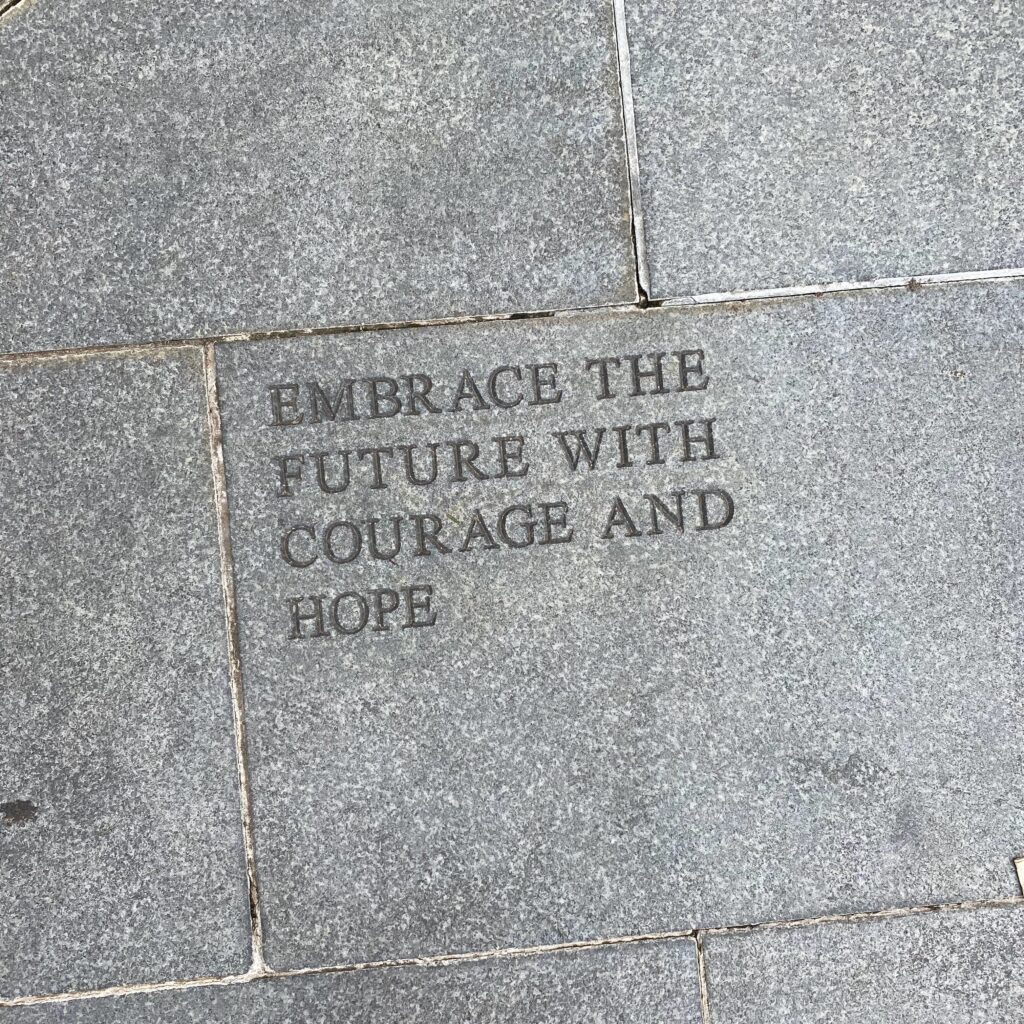 EMBRACE THE
FUTURE WITH
COURAGE AND
HOPE